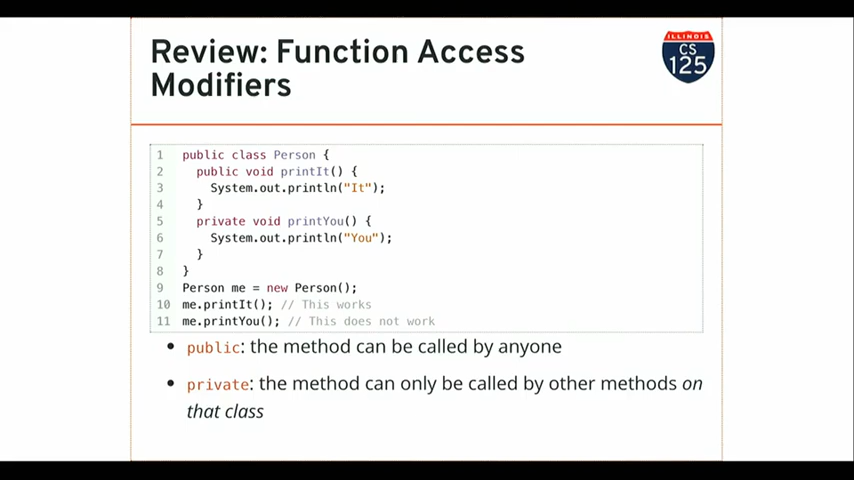 Review: Function Access
Modifiers
ILLINOIS
CS
125
1 public class Person {
2   public void printIt() {
3     System.out.println("It");
4   }
5   private void printYou() {
6     System.out.println("You");
7   }
8 }
9 Person me = new Person();
10 me.printIt(); // This works
11 me.printYou(); // This does not work
• public: the method can be called by anyone
• private: the method can only be called by other methods on
that class